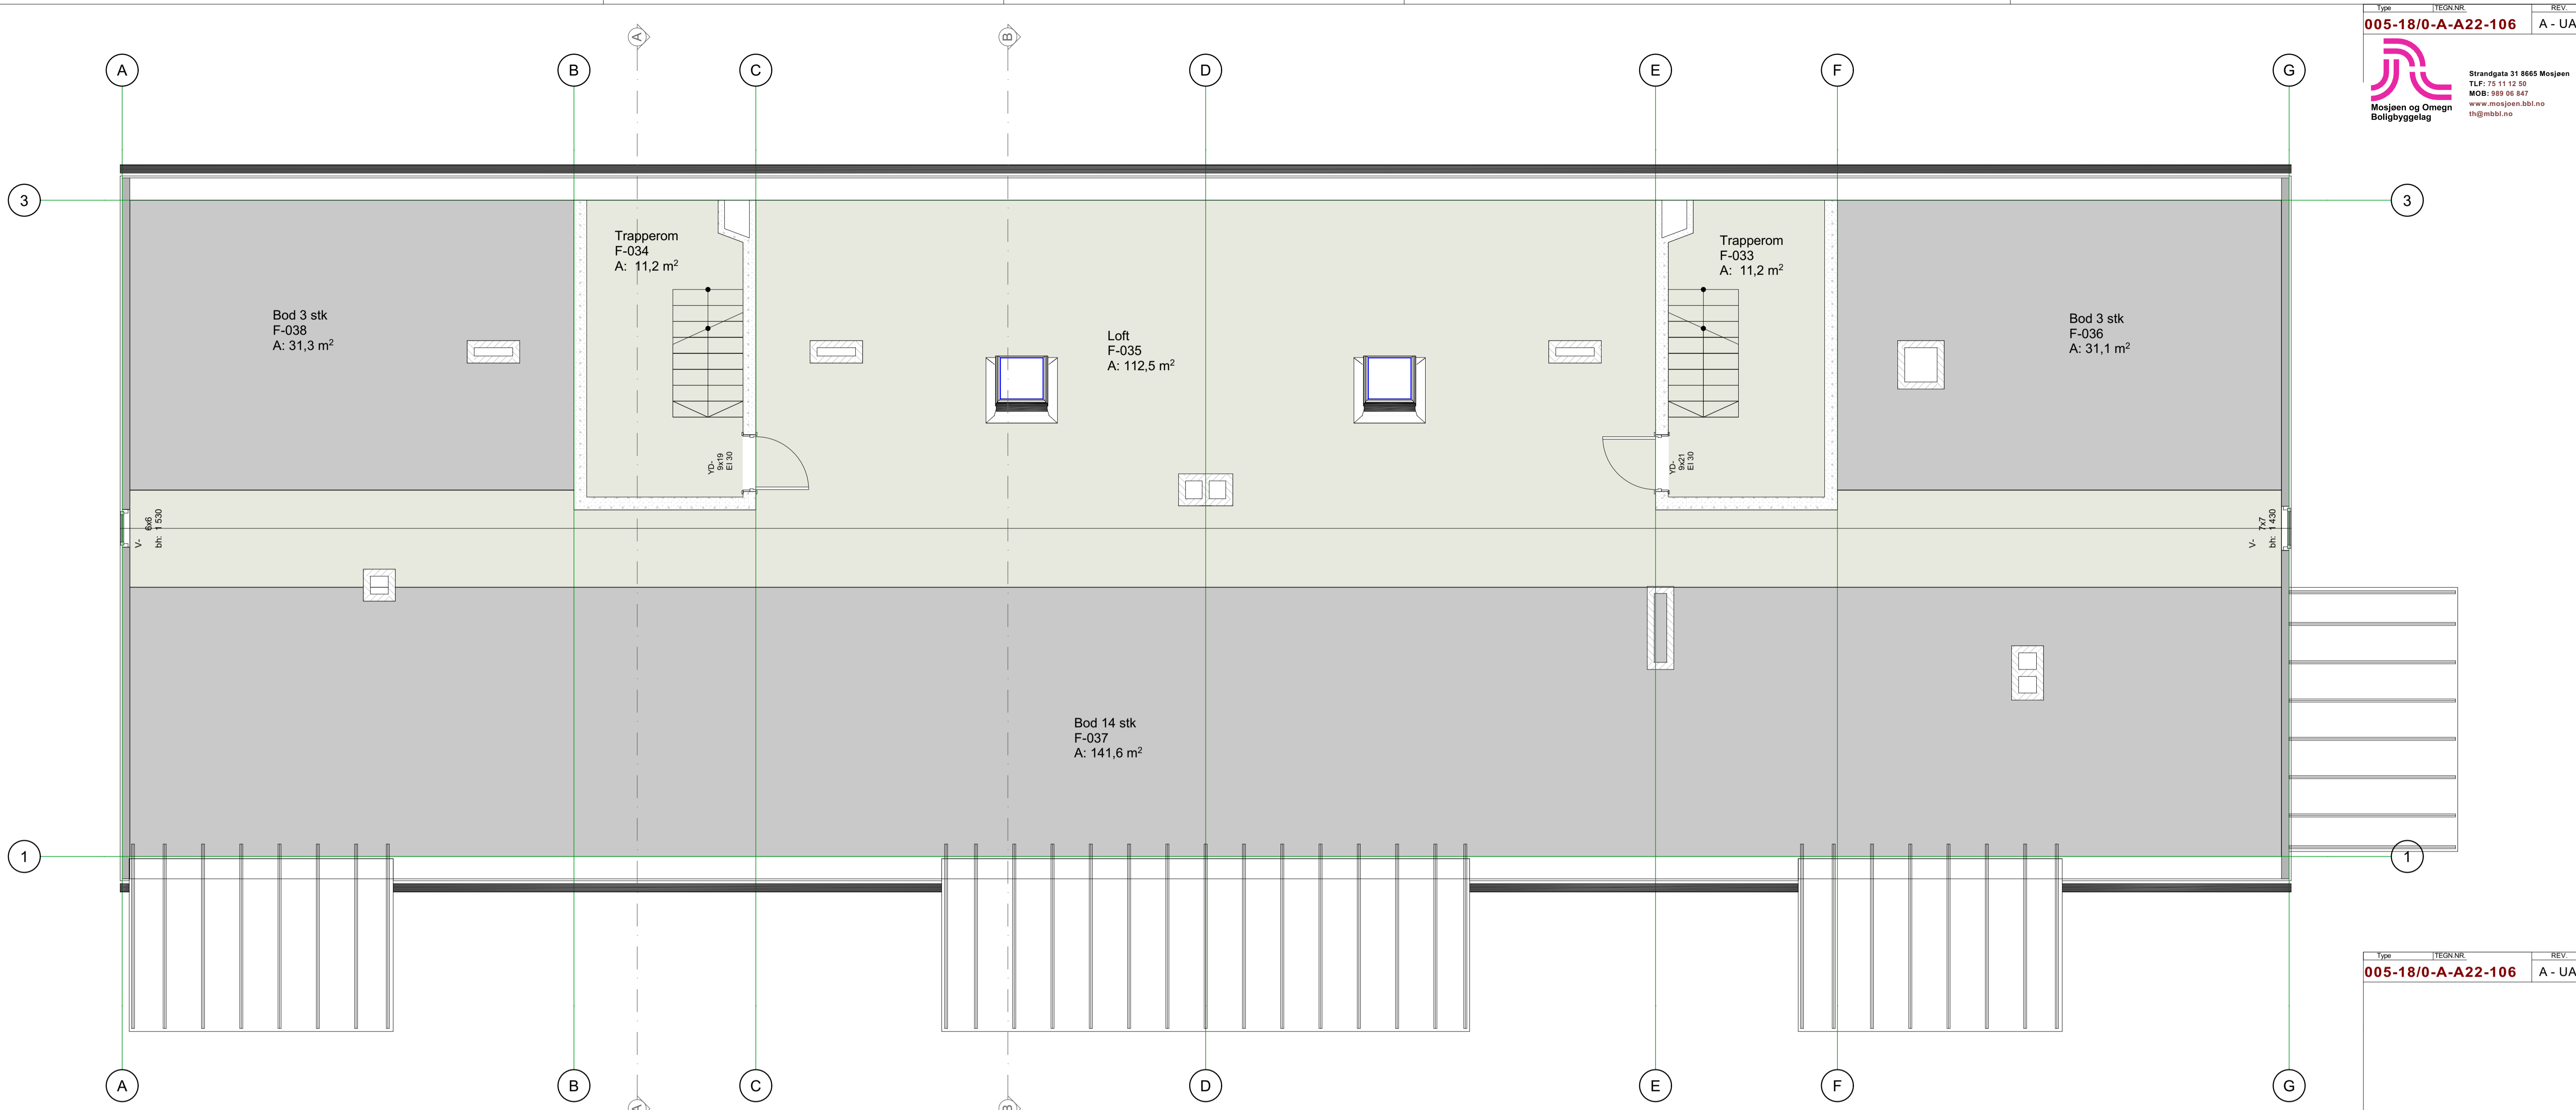 Type TEGN.NR. REV.
005-18/0-A-A22-106 A - UA
Strandgata 31 8665 Mosjøen
TLF: 75 11 12 50
MOB: 989 06 847
www.mosjoen.bbl.no
th@mbbl.no
Mosjøen og Omegn
Boligbyggelag
A B
A B C D E F G
3 3
Trapperom
F-034
A: 11,2 m²
Trapperom
F-033
A: 11,2 m²
Bod 3 stk
F-038
A: 31,3 m²
Loft
F-035
A: 112,5 m²
Bod 3 stk
F-036
A: 31,1 m²
YD-
9x19
EI 30
YD-
9x21
EI 30
V-
6x6
bh: 1 530
V-
7x7
bh: 1 430
Bod 14 stk
F-037
A: 141,6 m²
1 1
Type TEGN.NR. REV.
005-18/0-A-A22-106 A - UA
A B C D E F G
A B